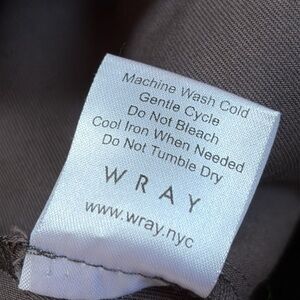 Machine Wash Cold
Gentle Cycle
Do Not Bleach
Cool Iron When Needed
Do Not Tumble Dry
WRAY
www.wray.nyc